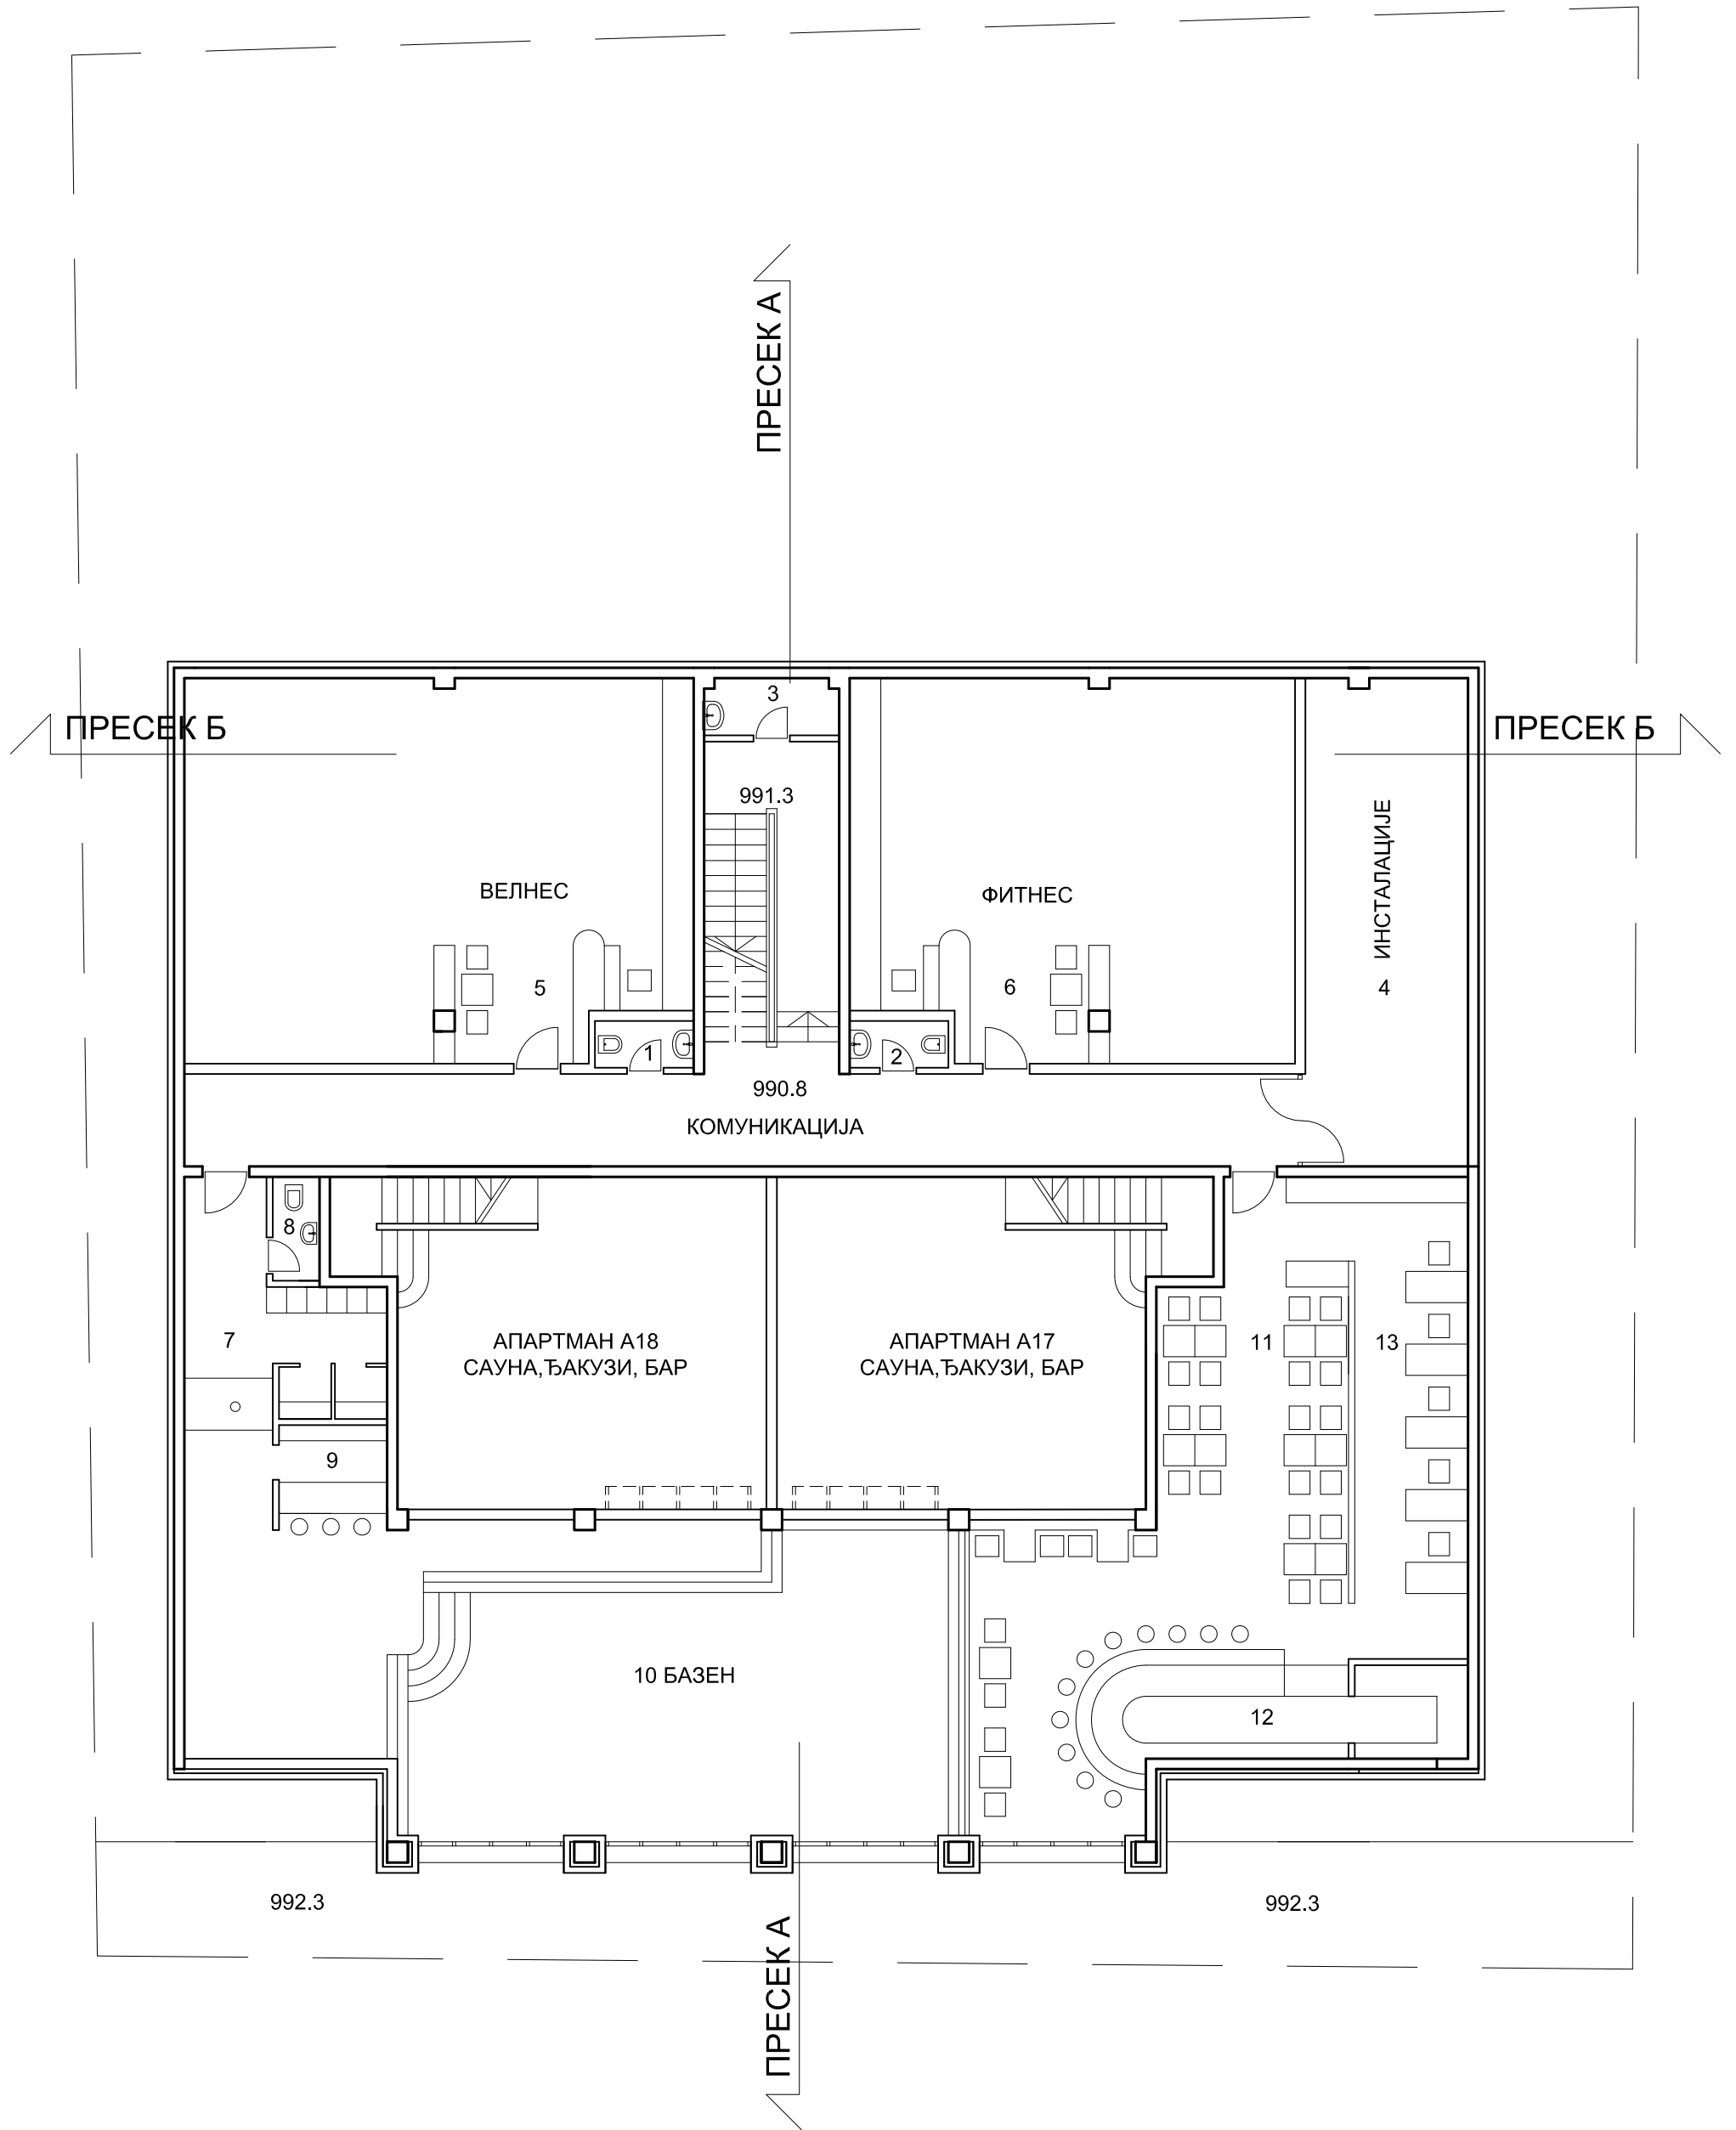 ПРЕСЕК А
3
ПРЕСЕК Б
ПРЕСЕК Б
991.3
ИНСТАЛАЦИЈЕ
ВЕЛНЕС
ФИТНЕС
5
6
4
1
2
990.8
КОМУНИКАЦИЈА
8
7
АПАРТМАН А18
САУНА,ЂАКУЗИ, БАР
АПАРТМАН А17
САУНА,ЂАКУЗИ, БАР
11
13
9
10 БАЗЕН
12
992.3
992.3
ПРЕСЕК А